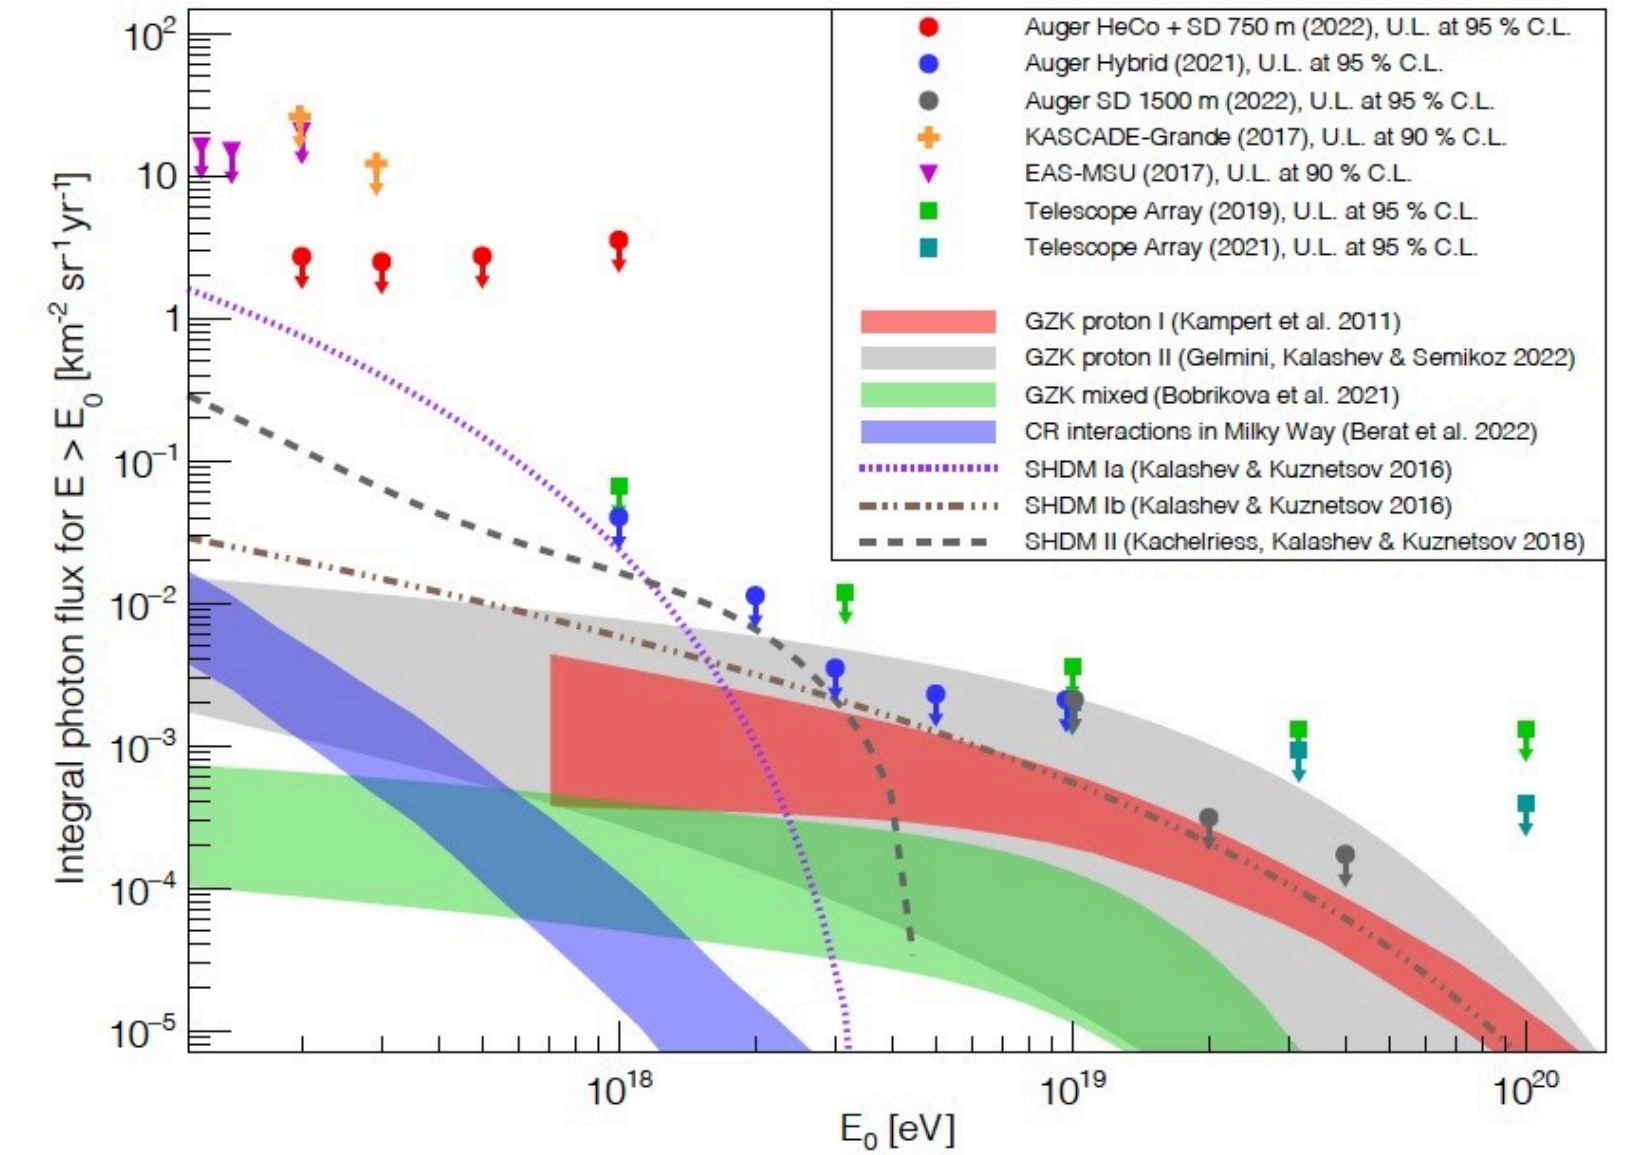 10²
10
1
10⁻¹
10⁻²
10⁻³
10⁻⁴
10⁻⁵
Integral photon flux for E > E₀ [km⁻² sr⁻¹ yr⁻¹]
Auger HeCo + SD 750 m (2022), U.L. at 95 % C.L.
Auger Hybrid (2021), U.L. at 95 % C.L.
Auger SD 1500 m (2022), U.L. at 95 % C.L.
KASCADE-Grande (2017), U.L. at 90 % C.L.
EAS-MSU (2017), U.L. at 90 % C.L.
Telescope Array (2019), U.L. at 95 % C.L.
Telescope Array (2021), U.L. at 95 % C.L.
GZK proton I (Kampert et al. 2011)
GZK proton II (Gelmini, Kalashev & Semikoz 2022)
GZK mixed (Bobrikova et al. 2021)
CR interactions in Milky Way (Berat et al. 2022)
SHDM Ia (Kalashev & Kuznetsov 2016)
SHDM Ib (Kalashev & Kuznetsov 2016)
SHDM II (Kachelriess, Kalashev & Kuznetsov 2018)
10¹⁸ 10¹⁹ 10²⁰
E₀ [eV]